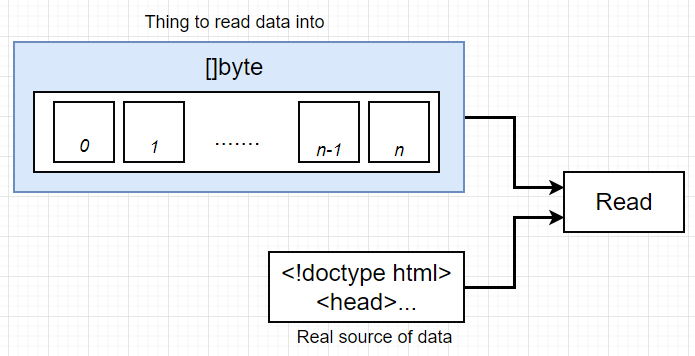 Thing to read data into
[]byte
0 1 ....... n-1 n
Read
<!doctype html>
<head>...
Real source of data